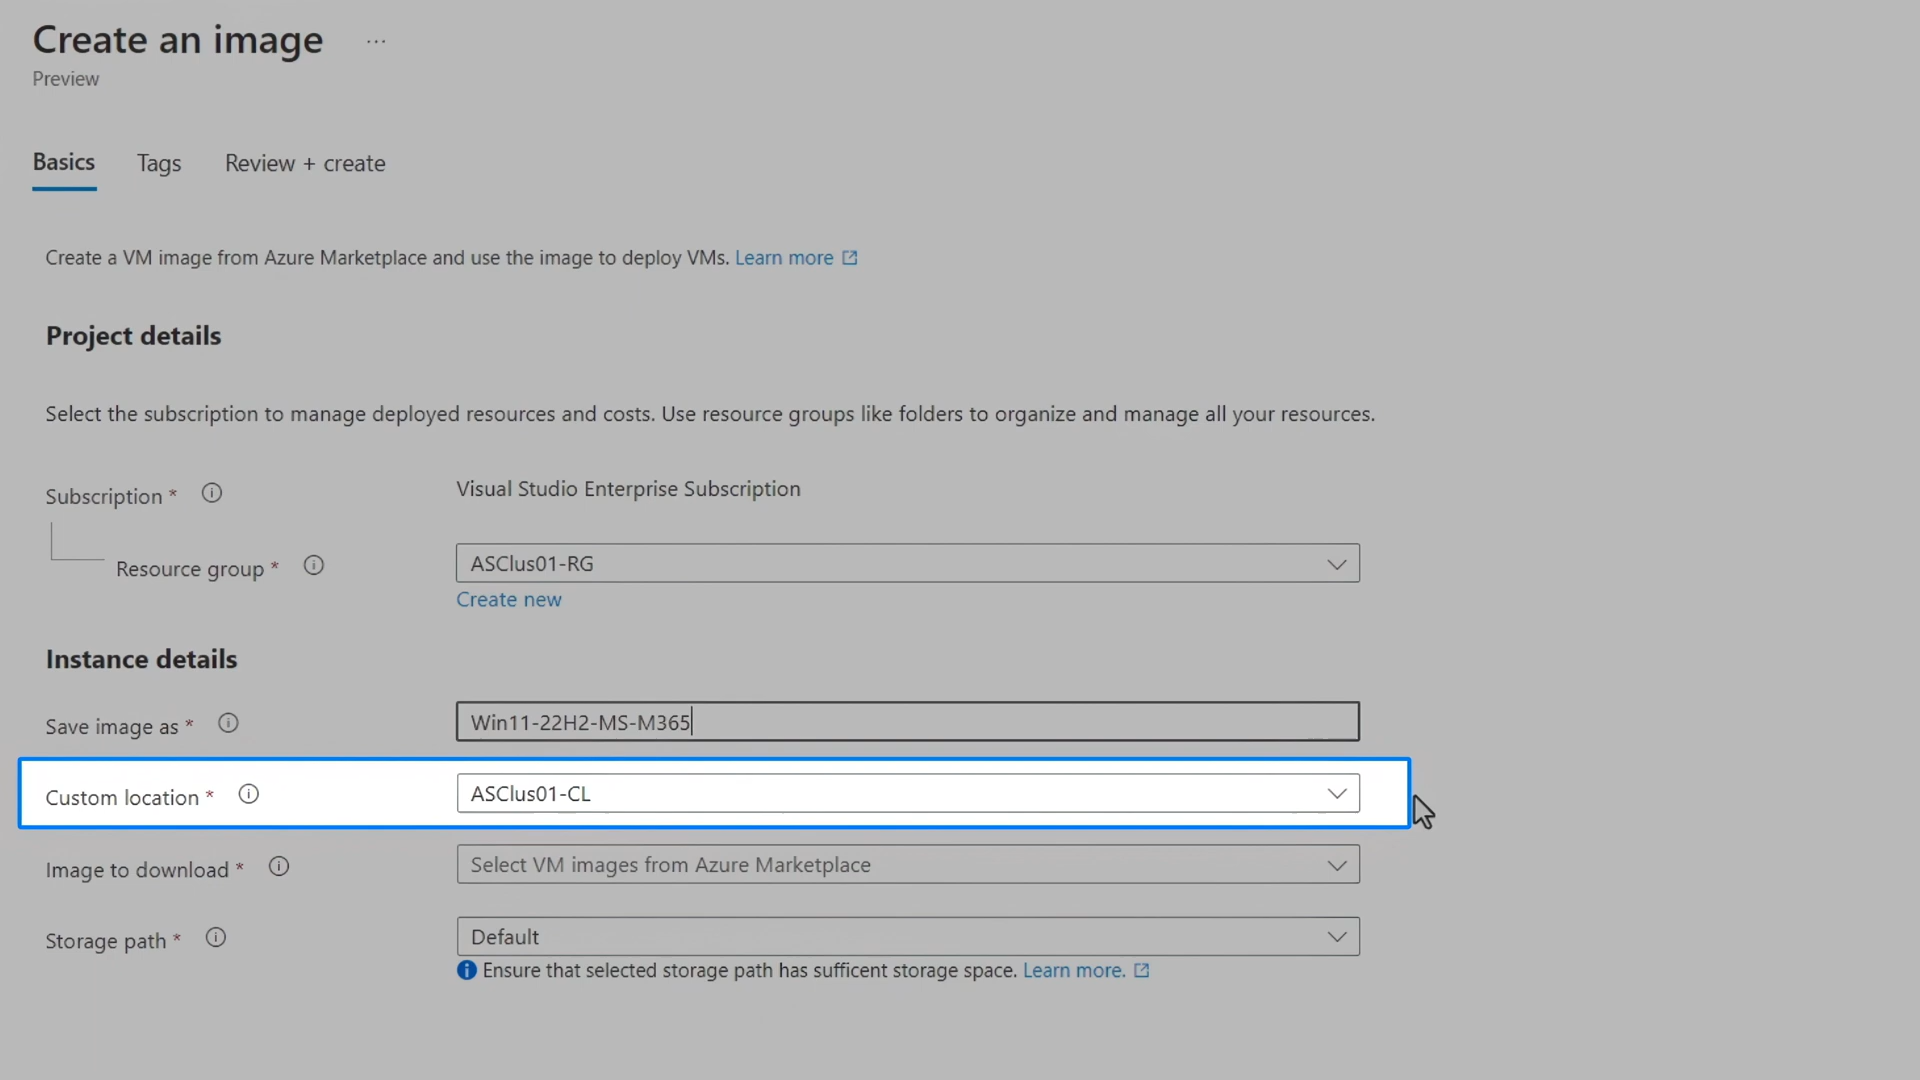 Create an image ...
Preview
Basics Tags Review + create
Create a VM image from Azure Marketplace and use the image to deploy VMs. Learn more
Project details
Select the subscription to manage deployed resources and costs. Use resource groups like folders to organize and manage all your resources.
Subscription * Visual Studio Enterprise Subscription
Resource group * ASClus01-RG
Create new
Instance details
Save image as * Win11-22H2-MS-M365
Custom location * ASClus01-CL
Image to download * Select VM images from Azure Marketplace
Storage path * Default
Ensure that selected storage path has sufficent storage space. Learn more.